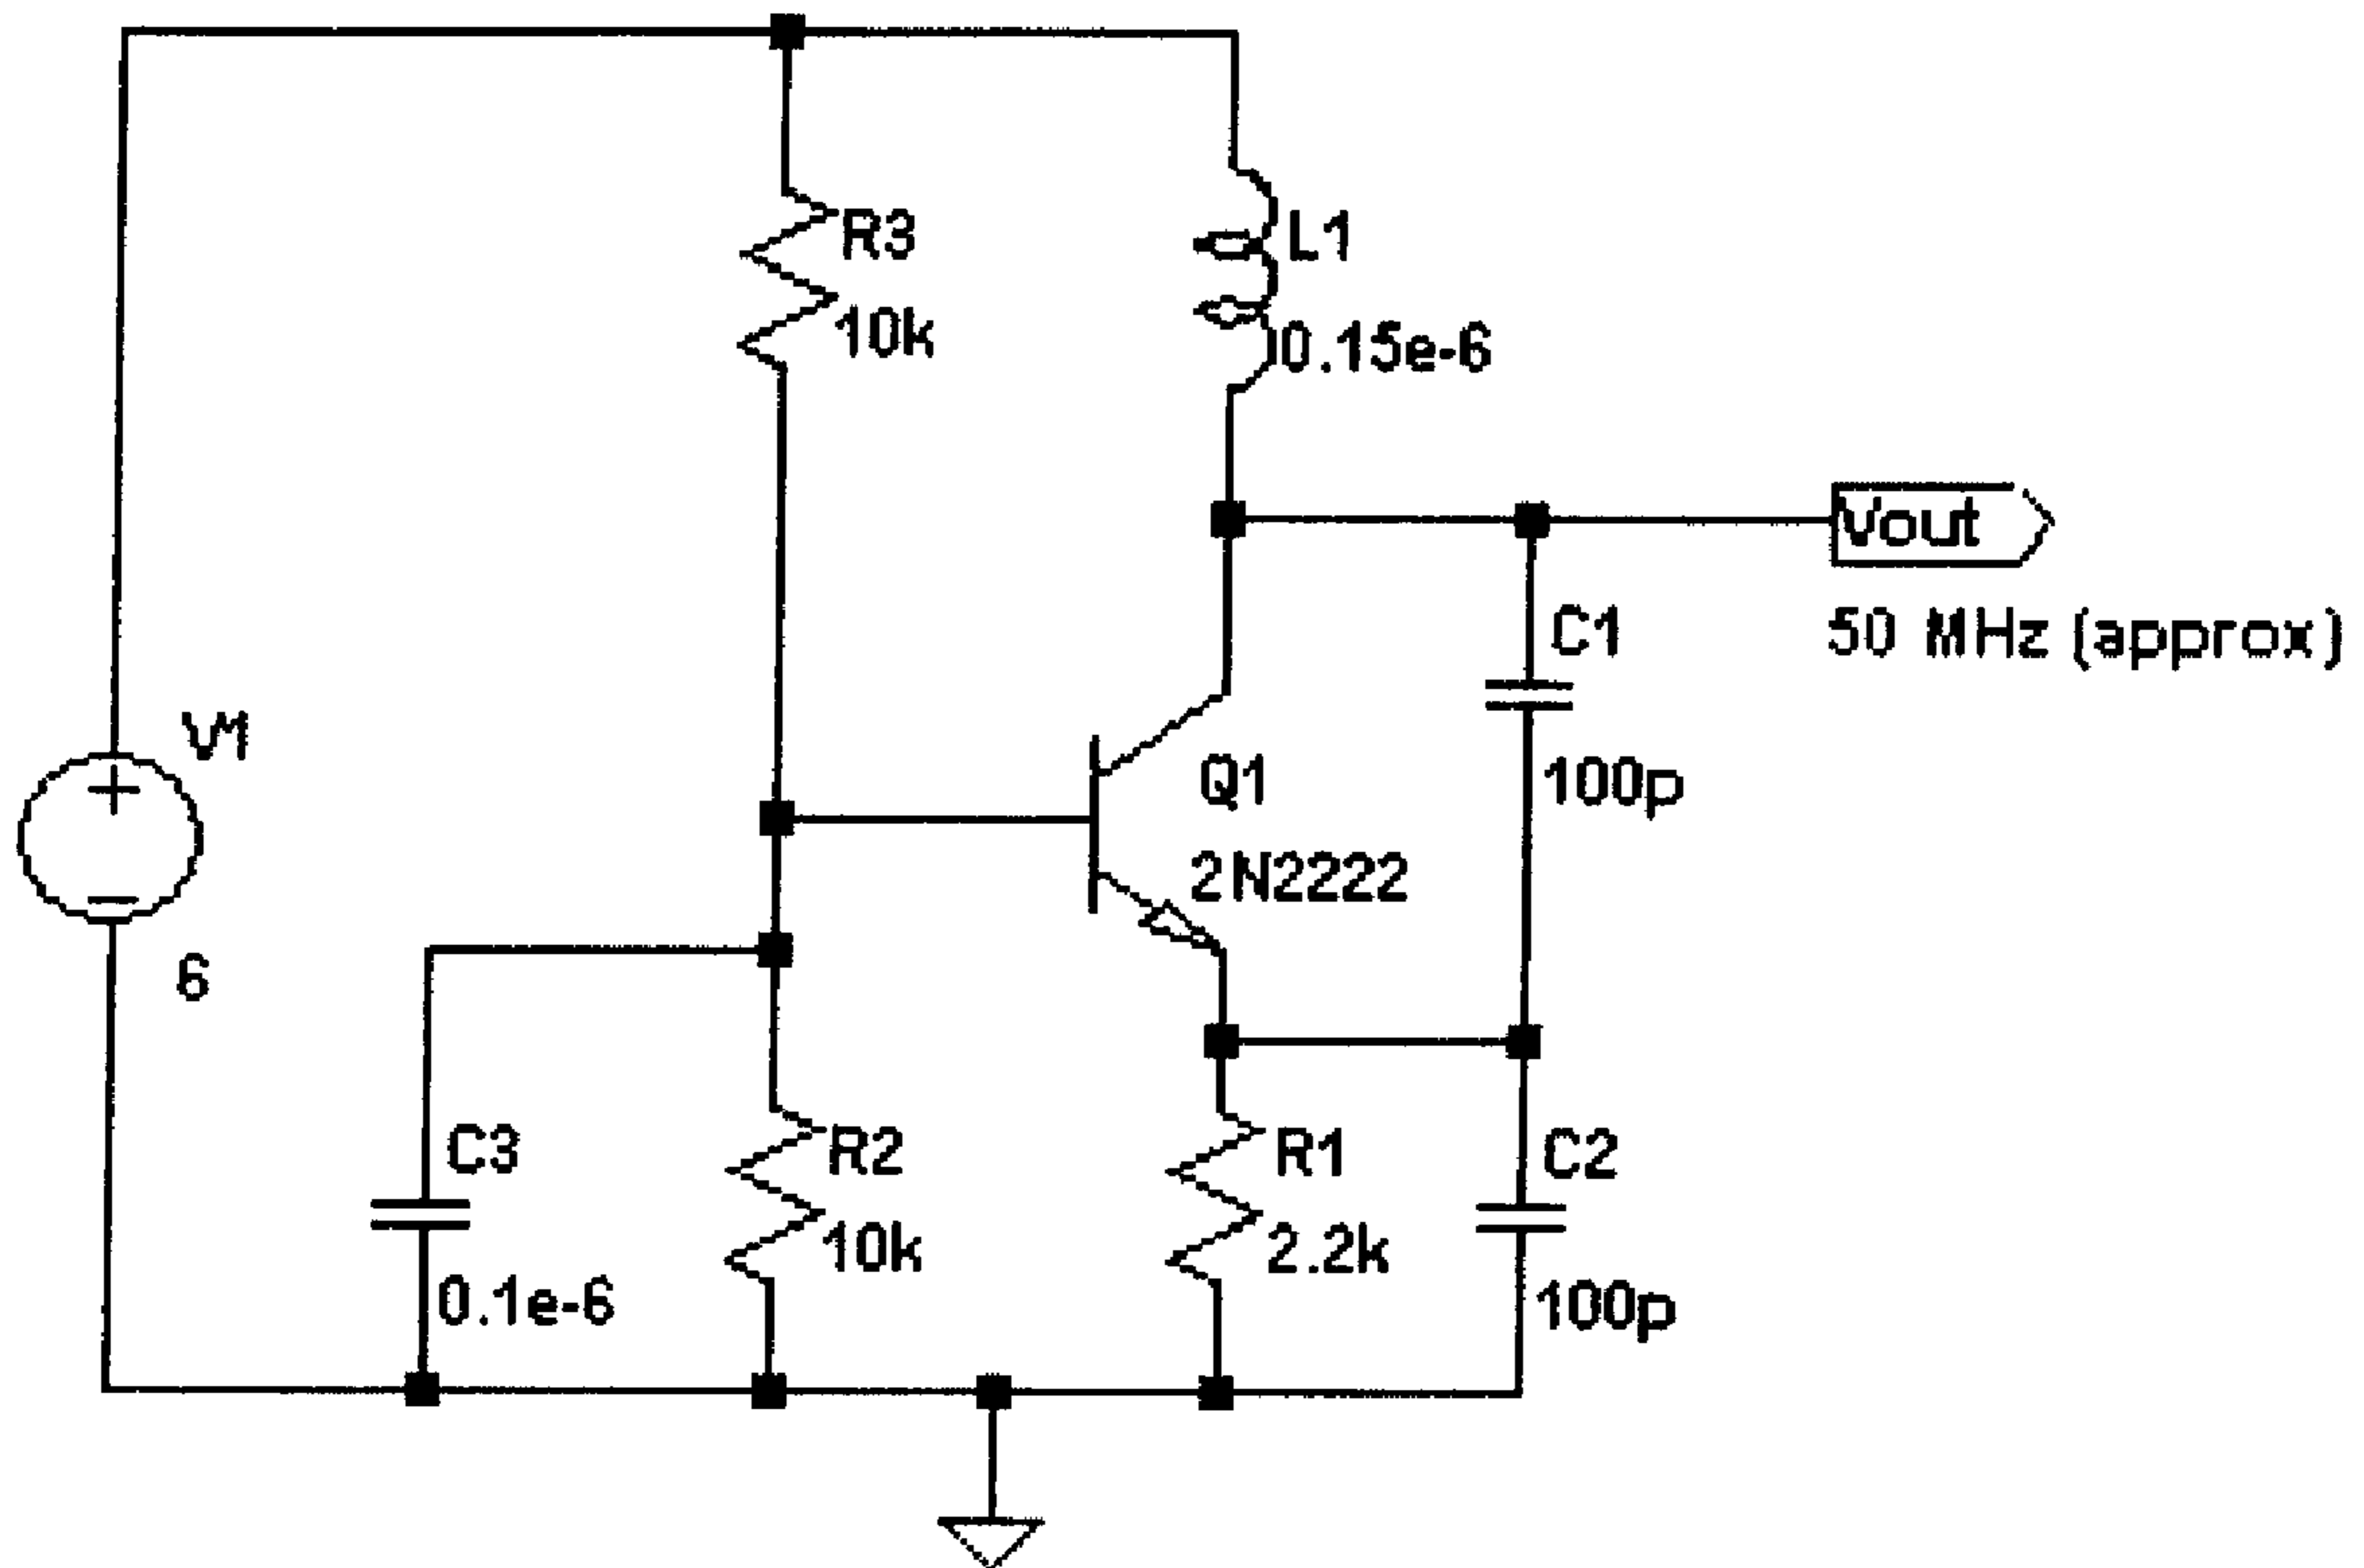 R3
10k
L1
0.15e-6
Vout
50 MHz (approx)
C1
100p
V1
6
Q1
2N2222
C3
0.1e-6
R2
10k
R1
2.2k
C2
100p